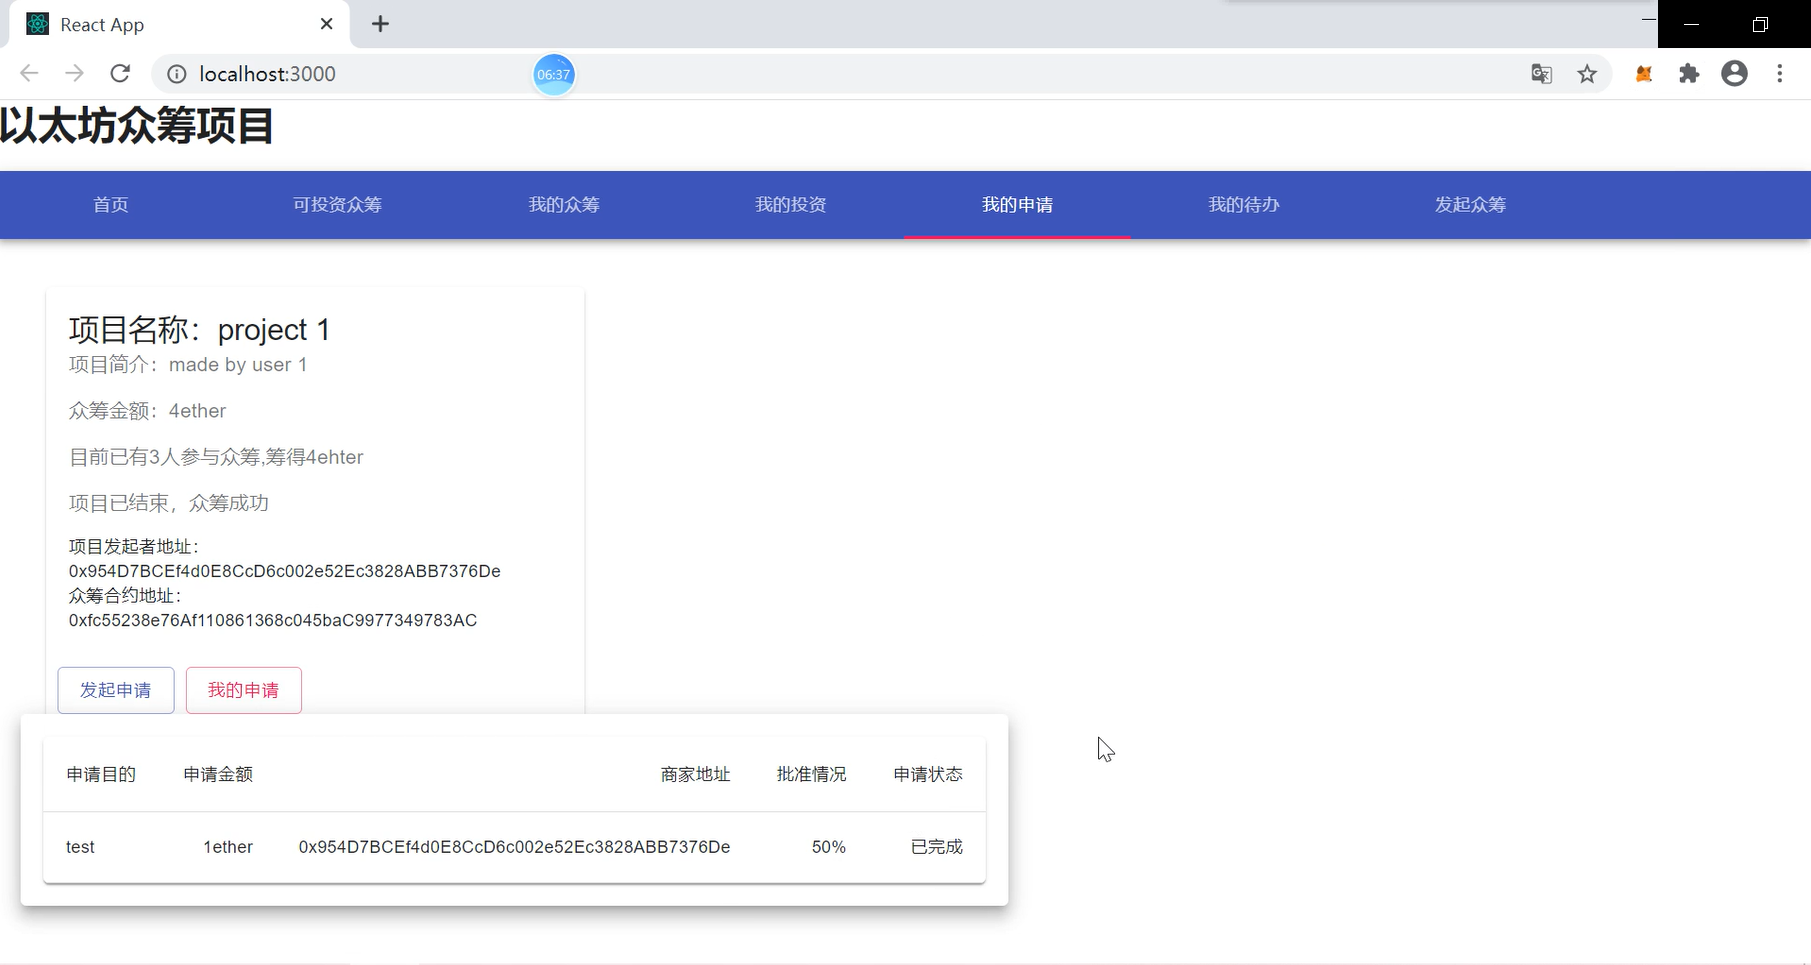 React App
localhost:3000
06:37
以太坊众筹项目
首页 可投资众筹 我的众筹 我的投资 我的申请 我的待办 发起众筹
项目名称：project 1
项目简介：made by user 1
众筹金额：4ether
目前已有3人参与众筹,筹得4ehter
项目已结束，众筹成功
项目发起者地址：
0x954D7BCEf4d0E8CcD6c002e52Ec3828ABB7376De
众筹合约地址：
0xfc55238e76Af110861368c045baC9977349783AC
发起申请 我的申请
申请目的 申请金额 商家地址 批准情况 申请状态
test 1ether 0x954D7BCEf4d0E8CcD6c002e52Ec3828ABB7376De 50% 已完成